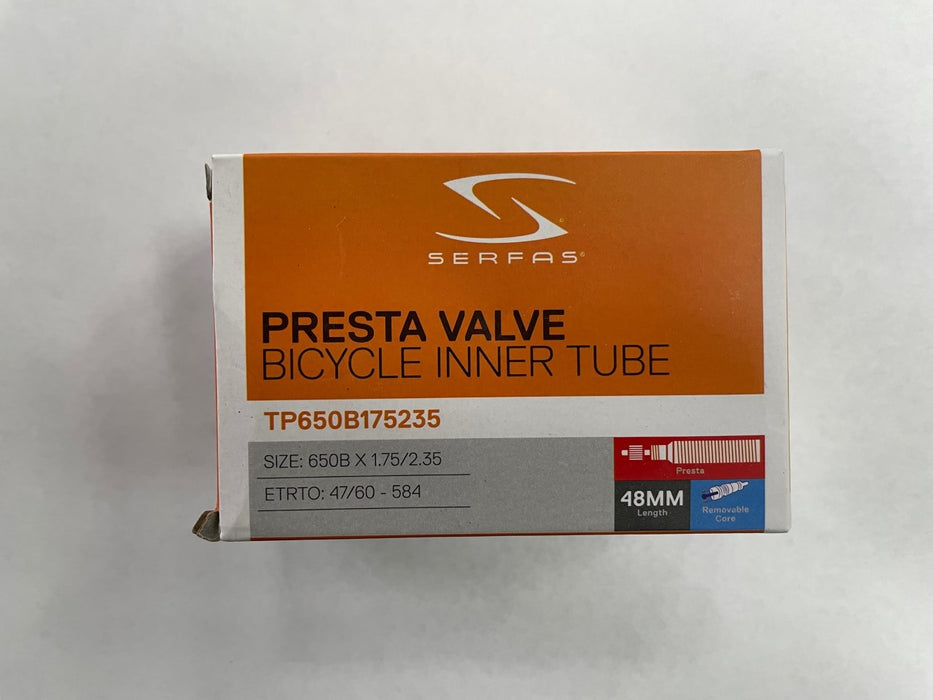 SERFAS®
PRESTA VALVE
BICYCLE INNER TUBE
TP650B175235
SIZE: 650B X 1.75/2.35
ETRTO: 47/60 - 584
Presta
48MM
Length
Removable
Core